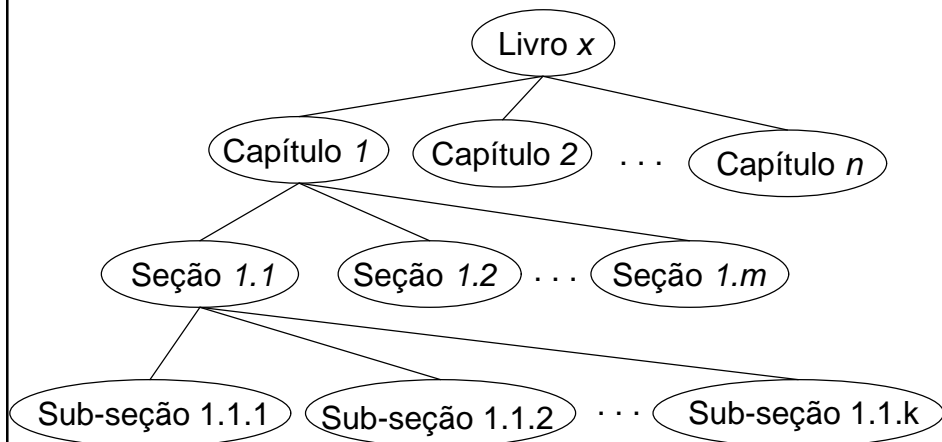 Livro x
Capítulo 1 Capítulo 2 . . . Capítulo n
Seção 1.1 Seção 1.2 . . . Seção 1.m
Sub-seção 1.1.1 Sub-seção 1.1.2 . . . Sub-seção 1.1.k